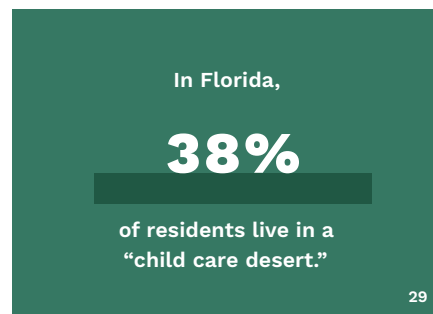 In Florida,
38%
of residents live in a
“child care desert.”
29